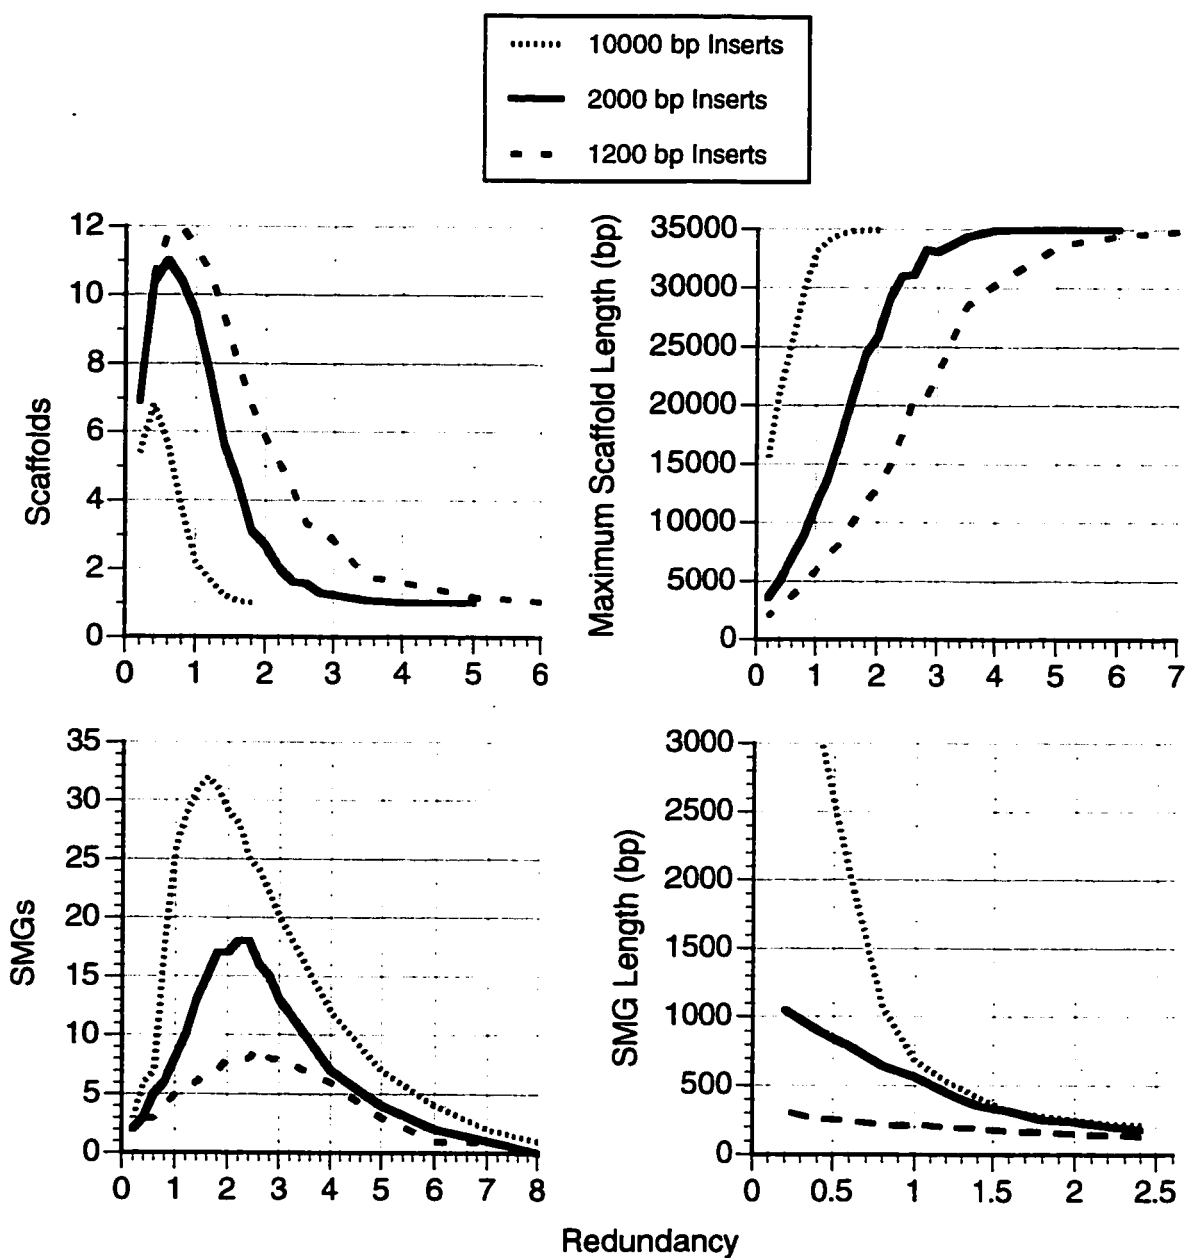 10000 bp Inserts
2000 bp Inserts
1200 bp Inserts
Scaffolds
12
10
8
6
4
2
0
0 1 2 3 4 5 6
Maximum Scaffold Length (bp)
35000
30000
25000
20000
15000
10000
5000
0
0 1 2 3 4 5 6 7
SMGs
35
30
25
20
15
10
5
0
0 1 2 3 4 5 6 7 8
SMG Length (bp)
3000
2500
2000
1500
1000
500
0
0 0.5 1 1.5 2 2.5
Redundancy